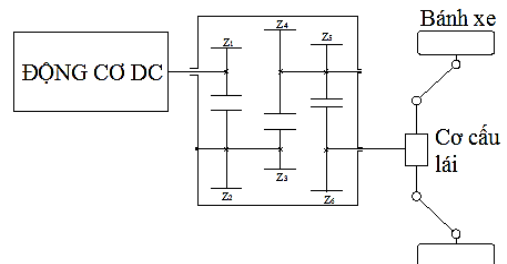 Bánh xe
ĐỘNG CƠ DC
Z1
Z4
Z5
Cơ cấu
lái
Z2
Z3
Z6